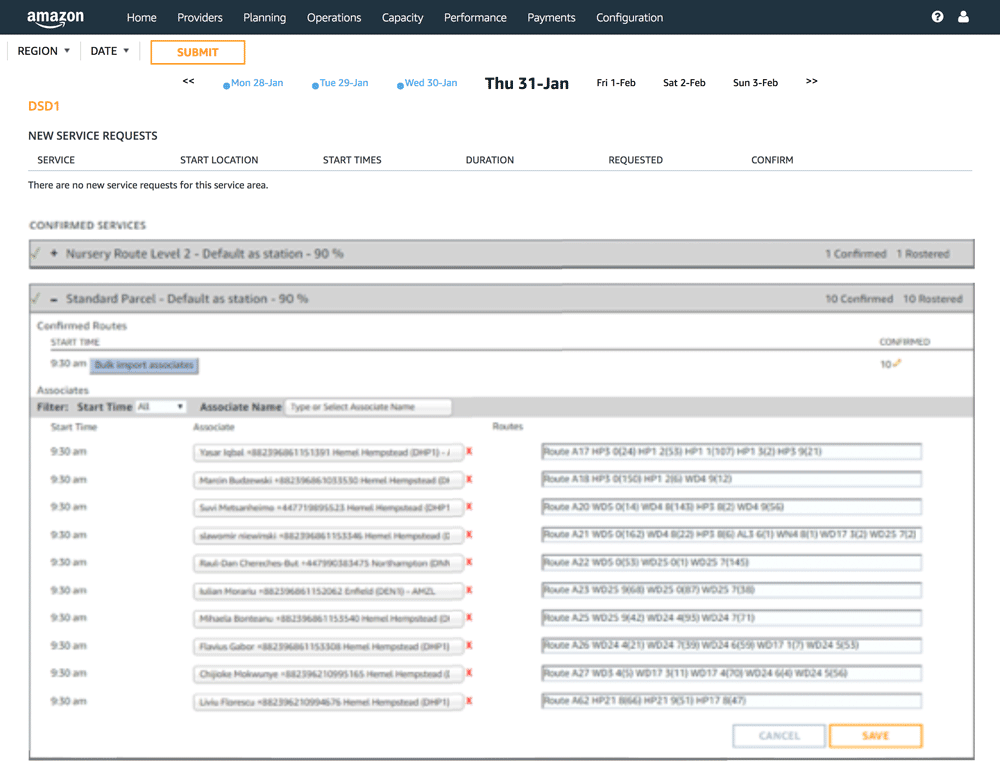 amazon Home Providers Planning Operations Capacity Performance Payments Configuration ?
REGION DATE SUBMIT
<< Mon 28-Jan Tue 29-Jan Wed 30-Jan Thu 31-Jan Fri 1-Feb Sat 2-Feb Sun 3-Feb >>
DSD1
NEW SERVICE REQUESTS
SERVICE START LOCATION START TIMES DURATION REQUESTED CONFIRM
There are no new service requests for this service area.
CONFIRMED SERVICES
+ Nursery Route Level 2 - Default as station - 90 % 1 Confirmed 1 Rostered
– Standard Parcel - Default as station - 90 % 10 Confirmed 10 Rostered
Confirmed Routes
START TIME CONFIRMED
9:30 am Bulk import associates 10
Associates
Filter: Start Time All Associate Name Type or Select Associate Name
Start Time Associate Routes
9:30 am Yasar Iqbal +882396861151391 Hemel Hempstead (DHP1) - A X Route A17 HP3 0(24) HP1 2(53) HP1 1(107) HP1 3(2) HP3 9(21)
9:30 am Marcin Budzewski +882396861033530 Hemel Hempstead (DH X Route A18 HP3 0(150) HP1 2(6) WD4 9(12)
9:30 am Suvi Metsanheimo +447719895523 Hemel Hempstead (DHP1 X Route A20 WD5 0(14) WD4 8(143) HP3 8(2) WD4 9(56)
9:30 am slawomir niewinski +882396861153346 Hemel Hempstead (D X Route A21 WD5 0(162) WD4 8(22) HP3 8(6) AL3 6(1) WN4 8(1) WD17 3(2) WD25 7(2)
9:30 am Raul-Dan Chereches-But +447990383475 Northampton (DNN X Route A22 WD5 0(53) WD25 0(1) WD25 7(145)
9:30 am Iulian Morariu +882396861152062 Enfield (DEN1) - AMZL X Route A23 WD25 9(68) WD25 0(87) WD25 7(38)
9:30 am Mihaela Bonteanu +882396861153540 Hemel Hempstead (D X Route A25 WD25 9(42) WD24 4(93) WD24 7(71)
9:30 am Flavius Gabor +882396861153308 Hemel Hempstead (DHP1) X Route A26 WD24 4(21) WD24 7(39) WD24 6(59) WD17 1(7) WD24 5(53)
9:30 am Chijioke Mokwunye +882396210995165 Hemel Hempstead (D X Route A27 WD3 4(5) WD17 3(11) WD17 4(70) WD24 6(4) WD24 5(56)
9:30 am Liviu Florescu +882396210994676 Hemel Hempstead (DHP1) X Route A62 HP21 8(66) HP21 9(51) HP17 8(47)
CANCEL SAVE